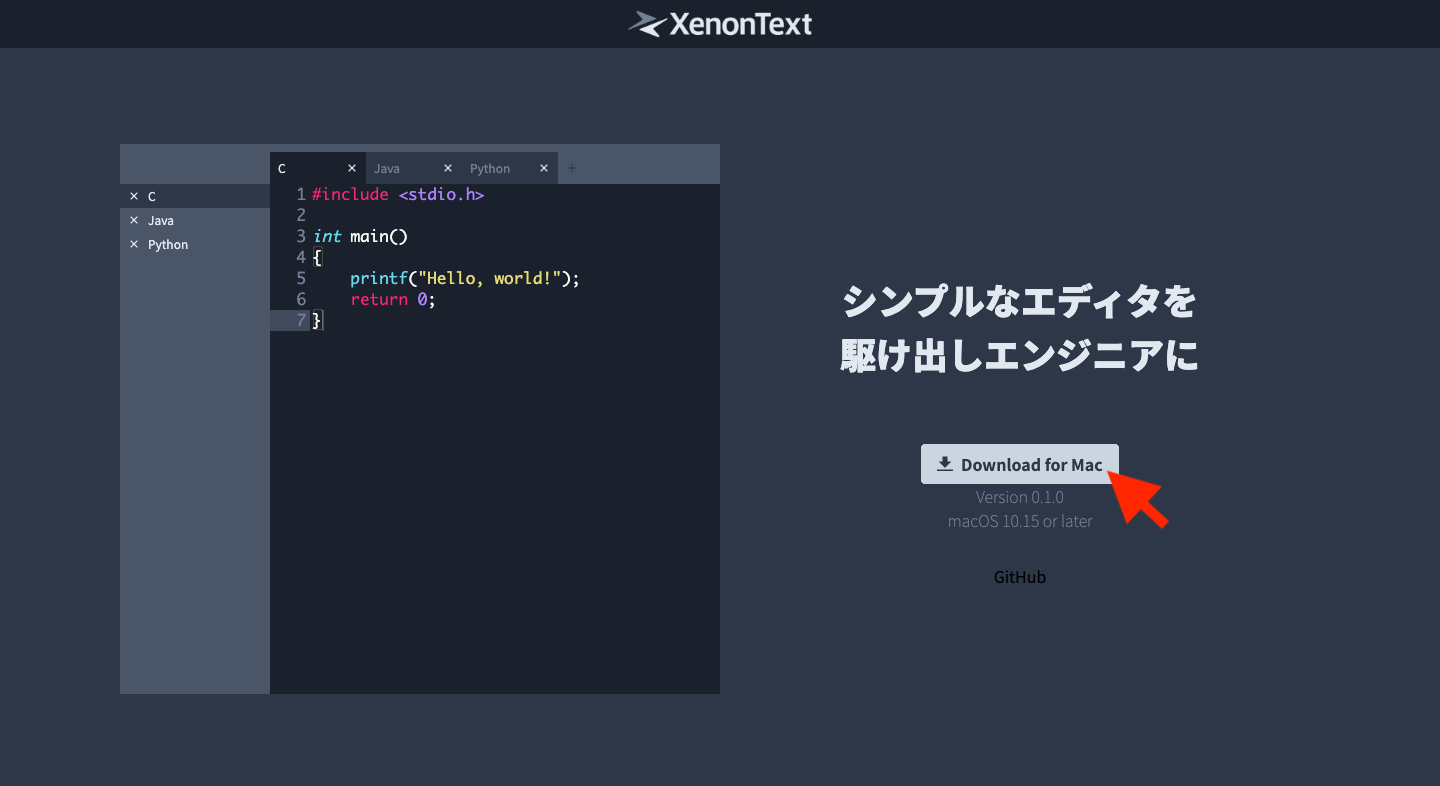 XenonText
C × Java × Python × +
× C
× Java
× Python
1 #include <stdio.h>
2
3 int main()
4 {
5     printf("Hello, world!");
6     return 0;
7 }
シンプルなエディタを
駆け出しエンジニアに
Download for Mac
Version 0.1.0
macOS 10.15 or later
GitHub